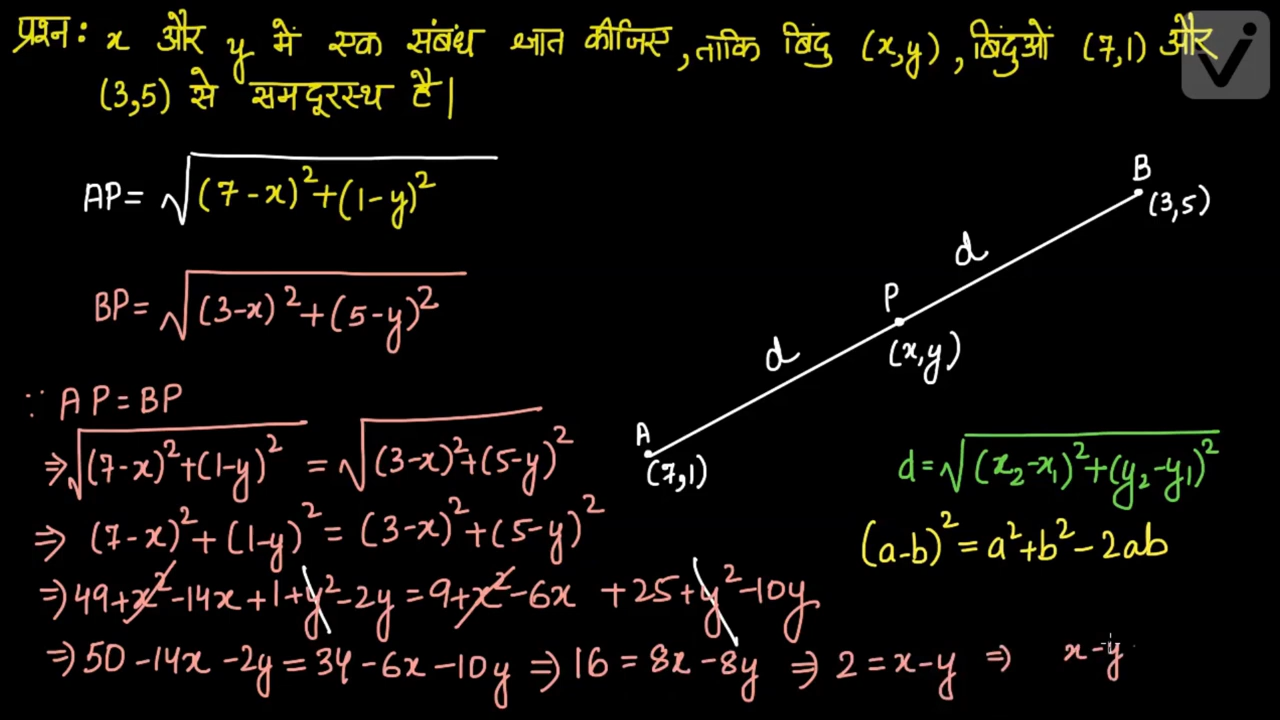 प्रश्न: x और y में एक संबंध ज्ञात कीजिए, ताकि बिंदु (x,y), बिंदुओं (7,1) और
(3,5) से समदूरस्थ है।
AP = √((7-x)²+(1-y)²)
BP = √((3-x)²+(5-y)²)
∵ AP = BP
⇒ √((7-x)²+(1-y)²) = √((3-x)²+(5-y)²)
⇒ (7-x)²+(1-y)² = (3-x)²+(5-y)²
⇒ 49+x²-14x+1+y²-2y = 9+x²-6x+25+y²-10y
⇒ 50-14x-2y = 34-6x-10y ⇒ 16 = 8x-8y ⇒ 2 = x-y ⇒ x-y
B
(3,5)
d
P
(x,y)
d
A
(7,1)
d = √((x₂-x₁)²+(y₂-y₁)²)
(a-b)² = a²+b²-2ab